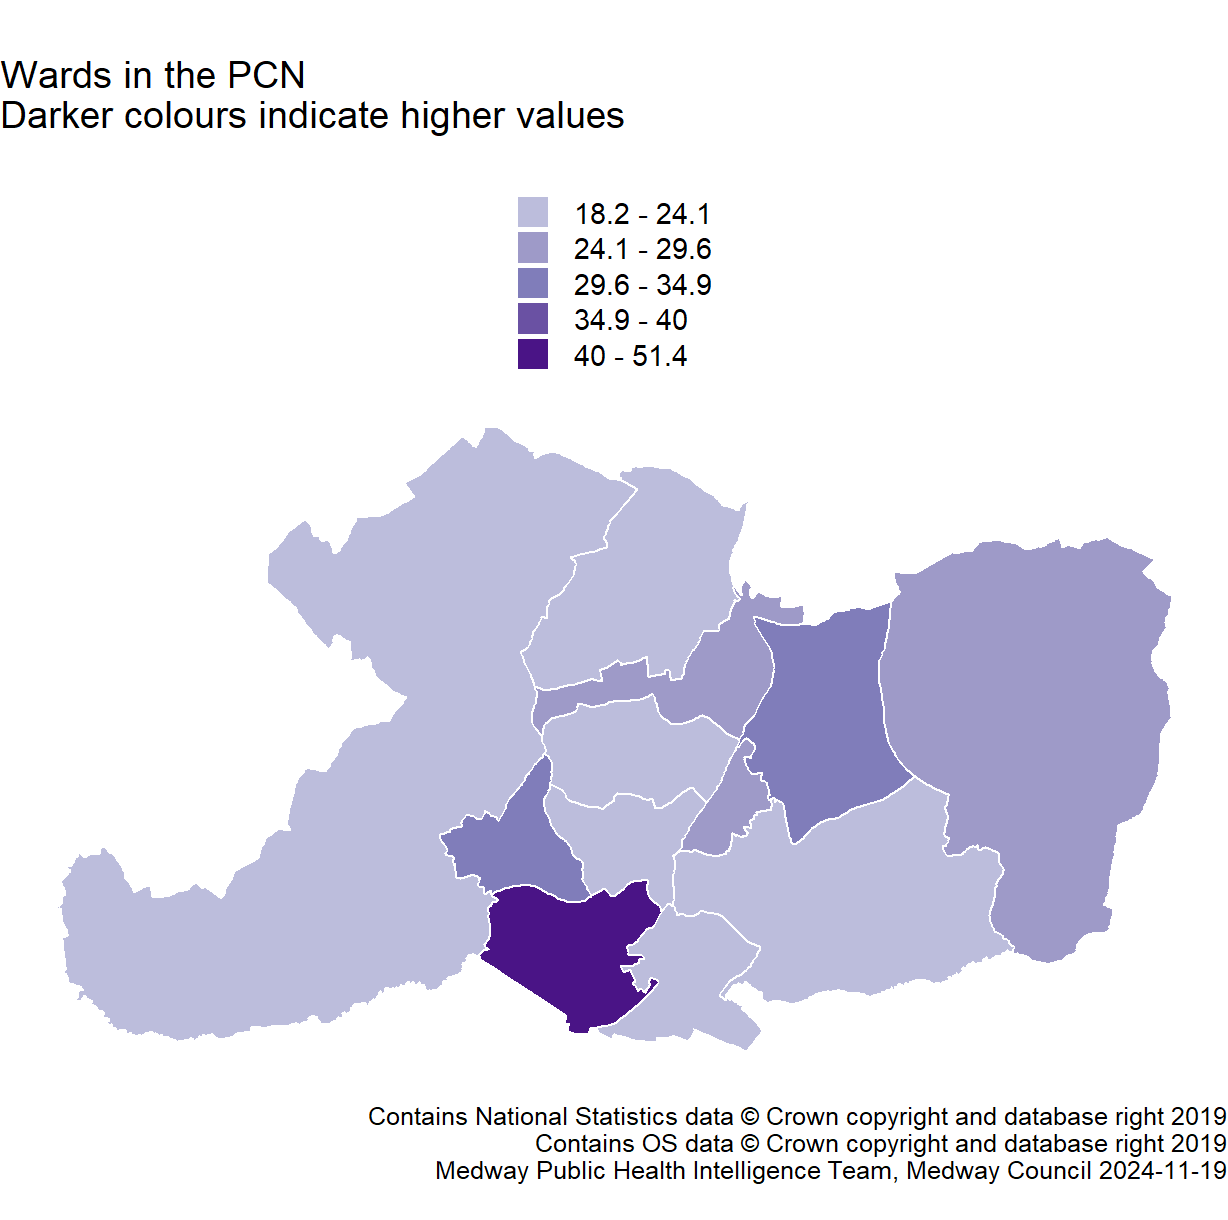 Wards in the PCN
Darker colours indicate higher values
18.2 - 24.1
24.1 - 29.6
29.6 - 34.9
34.9 - 40
40 - 51.4
Contains National Statistics data © Crown copyright and database right 2019
Contains OS data © Crown copyright and database right 2019
Medway Public Health Intelligence Team, Medway Council 2024-11-19